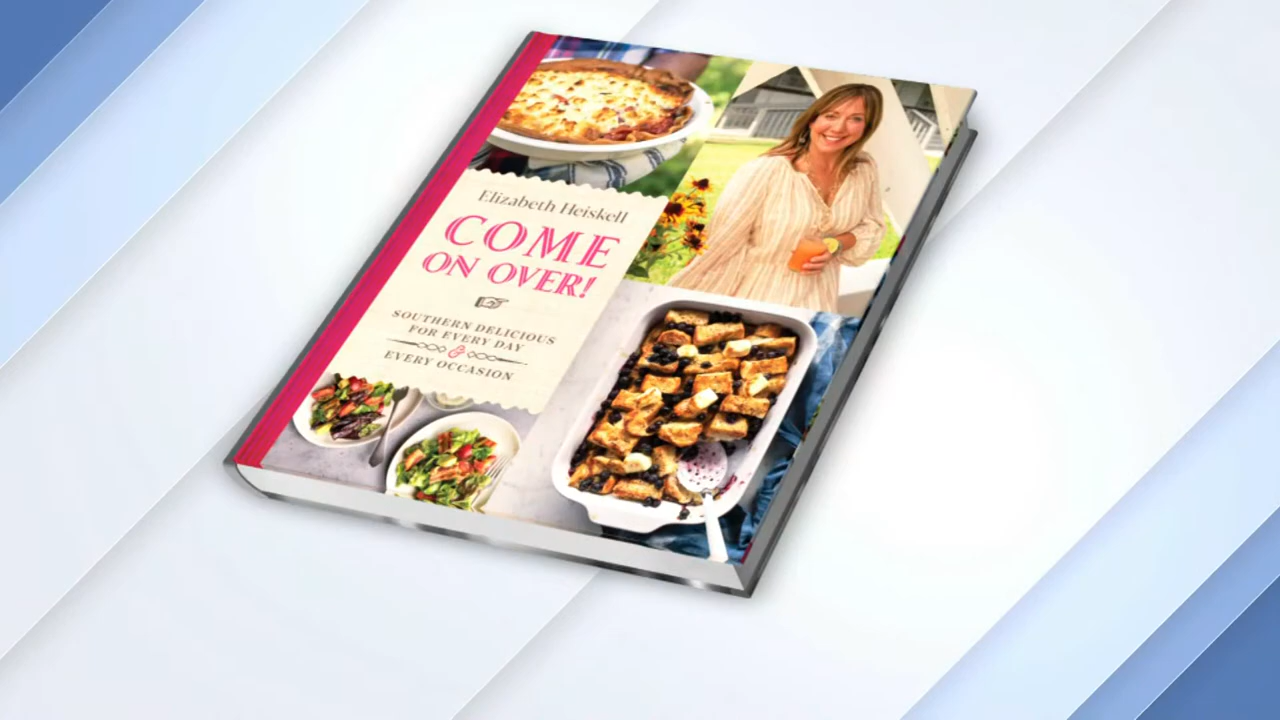 Elizabeth Heiskell
COME
ON OVER!
SOUTHERN DELICIOUS
FOR EVERY DAY
&
EVERY OCCASION